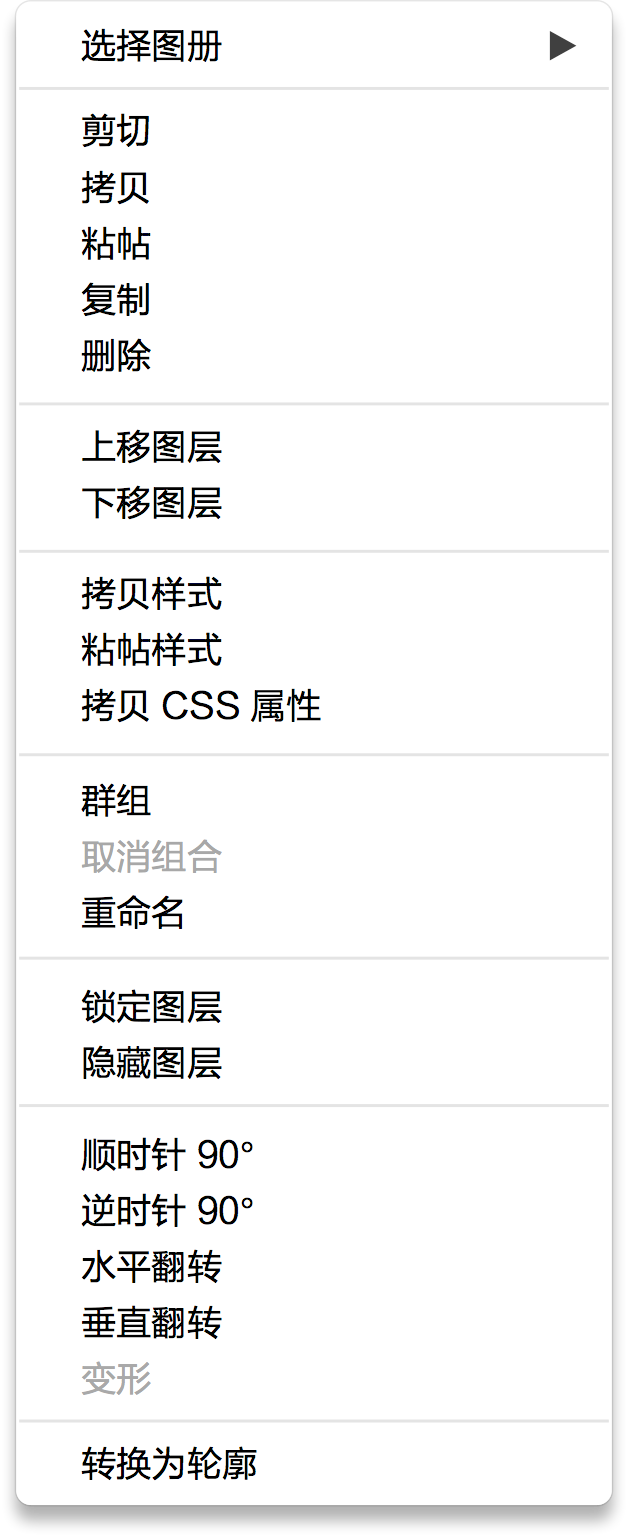 选择图册
剪切
拷贝
粘帖
复制
删除
上移图层
下移图层
拷贝样式
粘帖样式
拷贝 CSS 属性
群组
取消组合
重命名
锁定图层
隐藏图层
顺时针 90°
逆时针 90°
水平翻转
垂直翻转
变形
转换为轮廓